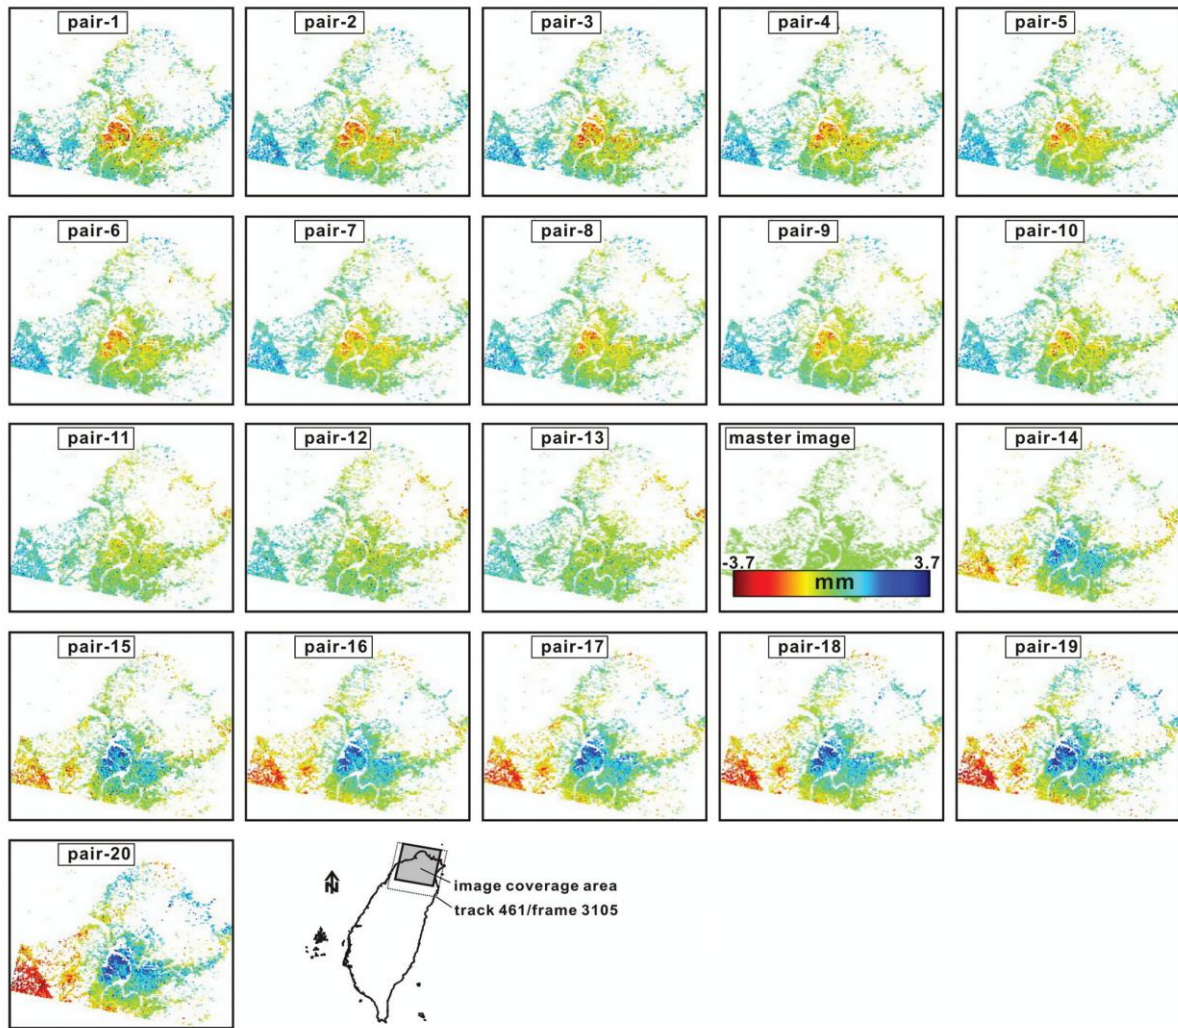 pair-1
pair-2
pair-3
pair-4
pair-5
pair-6
pair-7
pair-8
pair-9
pair-10
pair-11
pair-12
pair-13
master image
pair-14
-3.7
3.7
mm
pair-15
pair-16
pair-17
pair-18
pair-19
pair-20
N
image coverage area
track 461/frame 3105